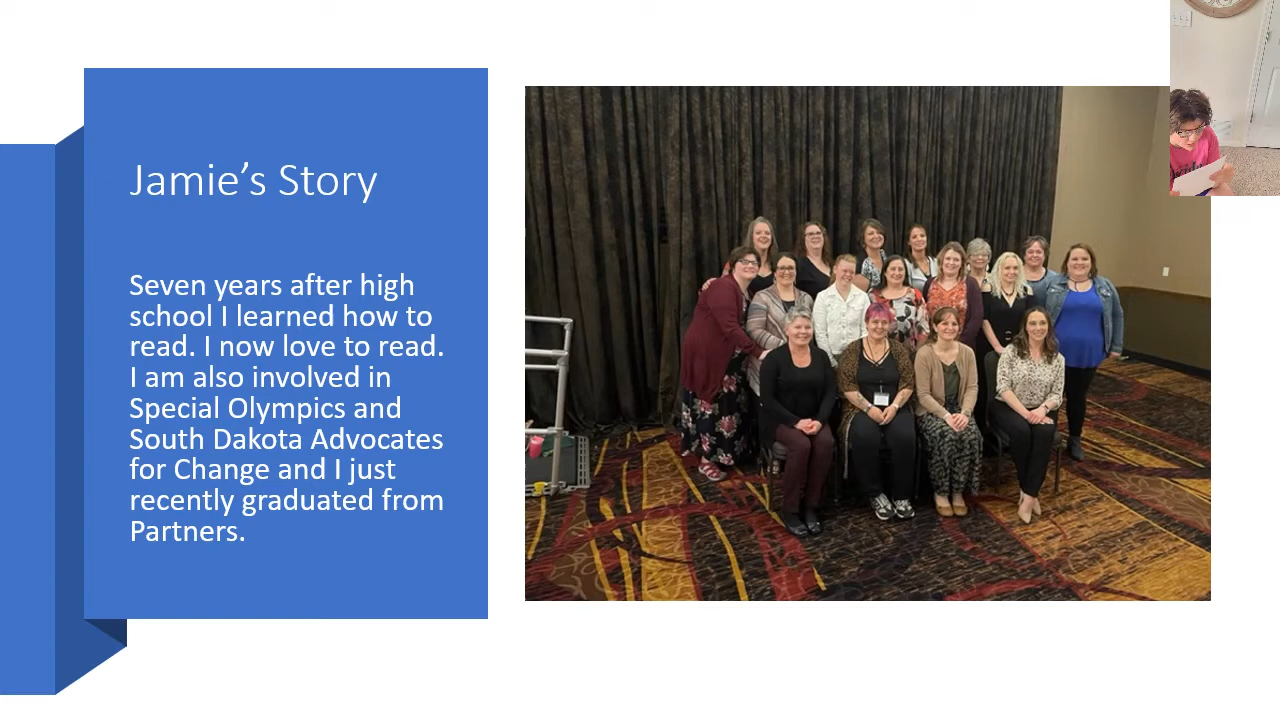 Jamie’s Story
Seven years after high
school I learned how to
read. I now love to read.
I am also involved in
Special Olympics and
South Dakota Advocates
for Change and I just
recently graduated from
Partners.